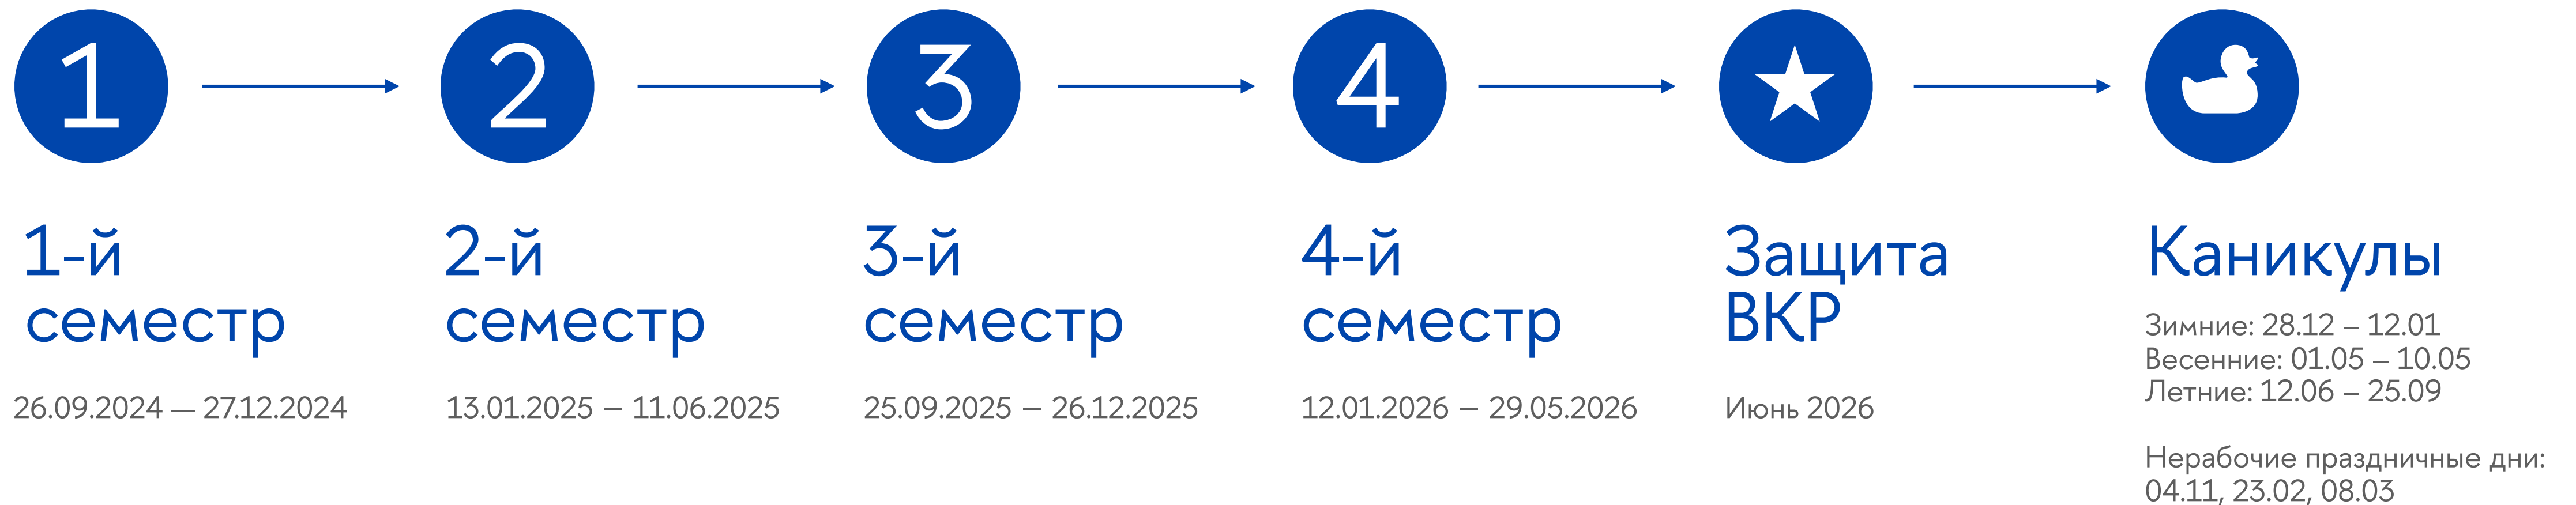 1
2
3
4
1-й
семестр
26.09.2024 — 27.12.2024
2-й
семестр
13.01.2025 – 11.06.2025
3-й
семестр
25.09.2025 – 26.12.2025
4-й
семестр
12.01.2026 – 29.05.2026
Защита
ВКР
Июнь 2026
Каникулы
Зимние: 28.12 – 12.01
Весенние: 01.05 – 10.05
Летние: 12.06 – 25.09
Нерабочие праздничные дни:
04.11, 23.02, 08.03